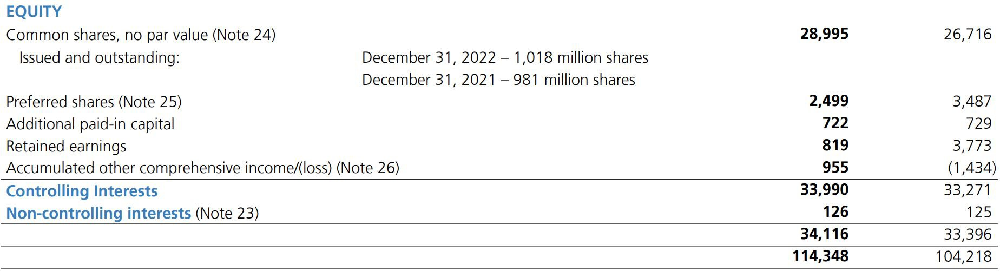 EQUITY
Common shares, no par value (Note 24) 28,995 26,716
Issued and outstanding: December 31, 2022 – 1,018 million shares
December 31, 2021 – 981 million shares
Preferred shares (Note 25) 2,499 3,487
Additional paid-in capital 722 729
Retained earnings 819 3,773
Accumulated other comprehensive income/(loss) (Note 26) 955 (1,434)
Controlling Interests 33,990 33,271
Non-controlling interests (Note 23) 126 125
34,116 33,396
114,348 104,218